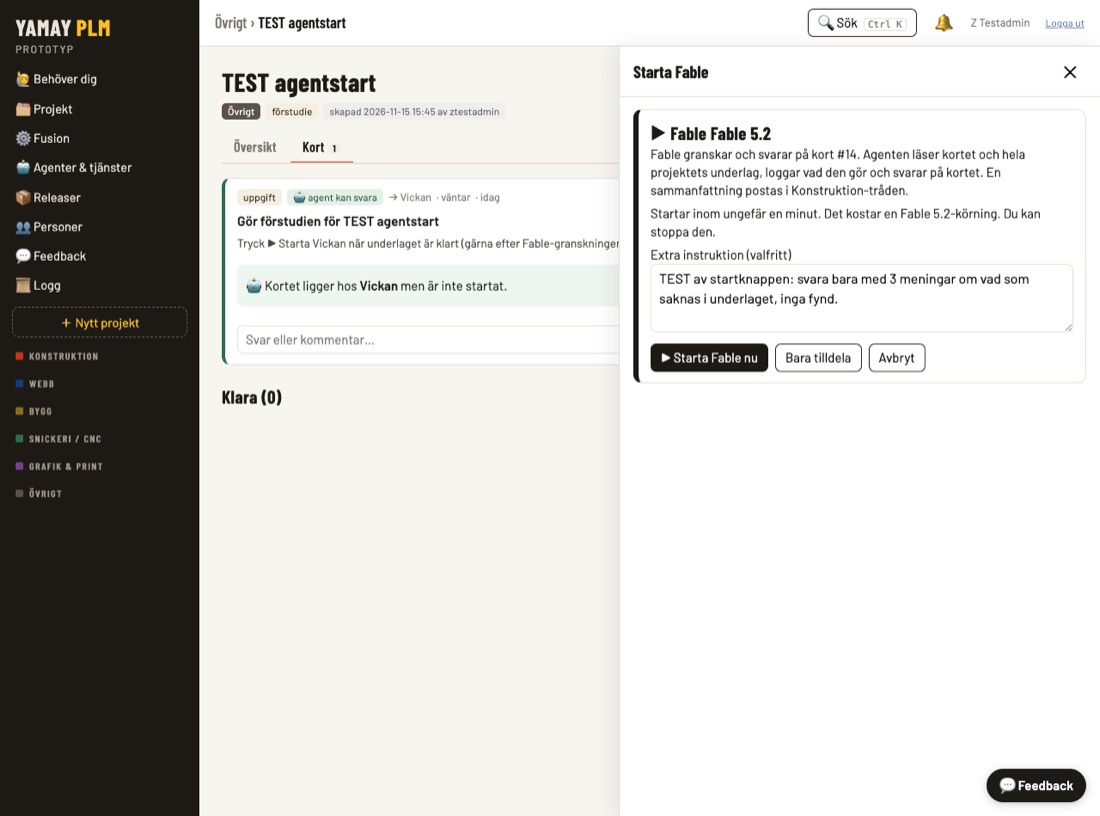 YAMAY PLM
PROTOTYP
Behöver dig
Projekt
Fusion
Agenter & tjänster
Releaser
Personer
Feedback
Logg
+ Nytt projekt
KONSTRUKTION
WEBB
BYGG
SNICKERI / CNC
GRAFIK & PRINT
ÖVRIGT
Övrigt › TEST agentstart
Sök Ctrl K
Z Testadmin
Logga ut
TEST agentstart
Övrigt förstudie skapad 2026-11-15 15:45 av ztestadmin
Översikt Kort 1
uppgift agent kan svara → Vickan · väntar · idag
Gör förstudien för TEST agentstart
Tryck ▶ Starta Vickan när underlaget är klart (gärna efter Fable-granskningen
Kortet ligger hos Vickan men är inte startat.
Svar eller kommentar...
Klara (0)
Starta Fable
▶ Fable Fable 5.2
Fable granskar och svarar på kort #14. Agenten läser kortet och hela
projektets underlag, loggar vad den gör och svarar på kortet. En
sammanfattning postas i Konstruktion-tråden.
Startar inom ungefär en minut. Det kostar en Fable 5.2-körning. Du kan
stoppa den.
Extra instruktion (valfritt)
TEST av startknappen: svara bara med 3 meningar om vad som
saknas i underlaget, inga fynd.
▶ Starta Fable nu
Bara tilldela
Avbryt
Feedback